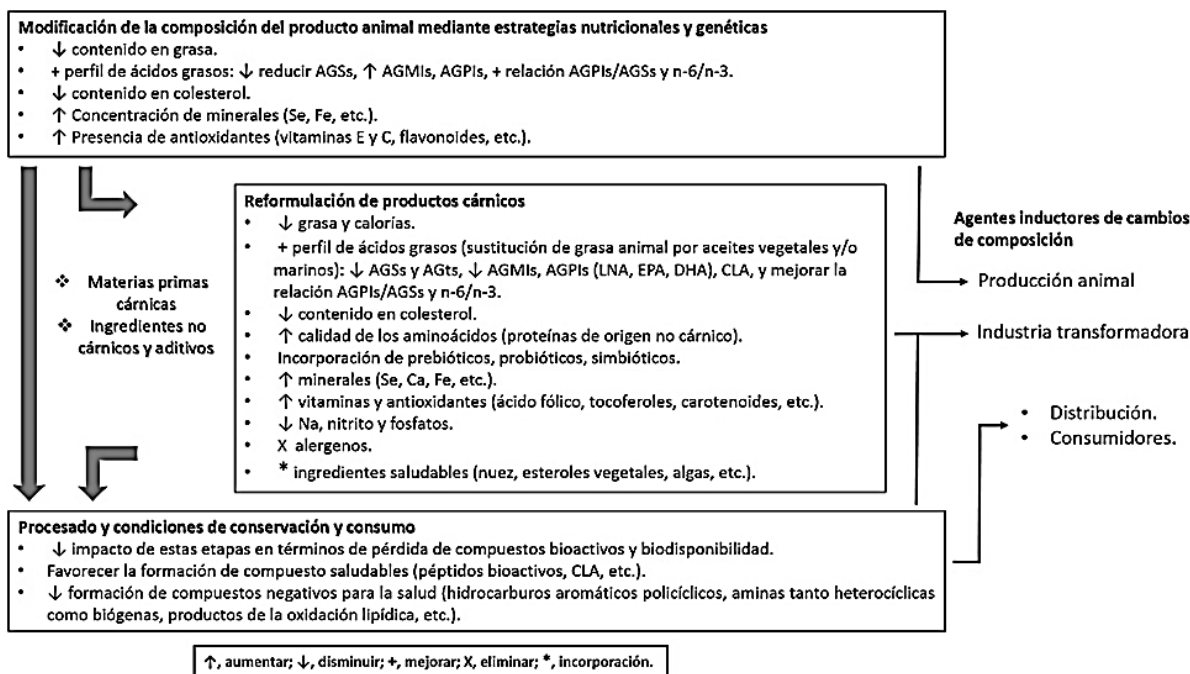 Modificación de la composición del producto animal mediante estrategias nutricionales y genéticas
• ↓ contenido en grasa.
• + perfil de ácidos grasos: ↓ reducir AGSs, ↑ AGMIs, AGPIs, + relación AGPIs/AGSs y n-6/n-3.
• ↓ contenido en colesterol.
• ↑ Concentración de minerales (Se, Fe, etc.).
• ↑ Presencia de antioxidantes (vitaminas E y C, flavonoides, etc.).
❖ Materias primas
cárnicas
❖ Ingredientes no
cárnicos y aditivos
Reformulación de productos cárnicos
• ↓ grasa y calorías.
• + perfil de ácidos grasos (sustitución de grasa animal por aceites vegetales y/o
marinos): ↓ AGSs y AGts, ↓ AGMIs, AGPIs (LNA, EPA, DHA), CLA, y mejorar la
relación AGPIs/AGSs y n-6/n-3.
• ↓ contenido en colesterol.
• ↑ calidad de los aminoácidos (proteínas de origen no cárnico).
• Incorporación de prebióticos, probióticos, simbióticos.
• ↑ minerales (Se, Ca, Fe, etc.).
• ↑ vitaminas y antioxidantes (ácido fólico, tocoferoles, carotenoides, etc.).
• ↓ Na, nitrito y fosfatos.
• X alergenos.
• * ingredientes saludables (nuez, esteroles vegetales, algas, etc.).
Agentes inductores de cambios
de composición
Producción animal
Industria transformadora
• Distribución.
• Consumidores.
Procesado y condiciones de conservación y consumo
• ↓ impacto de estas etapas en términos de pérdida de compuestos bioactivos y biodisponibilidad.
• Favorecer la formación de compuesto saludables (péptidos bioactivos, CLA, etc.).
• ↓ formación de compuestos negativos para la salud (hidrocarburos aromáticos policíclicos, aminas tanto heterocíclicas
como biógenas, productos de la oxidación lipídica, etc.).
↑, aumentar; ↓, disminuir; +, mejorar; X, eliminar; *, incorporación.